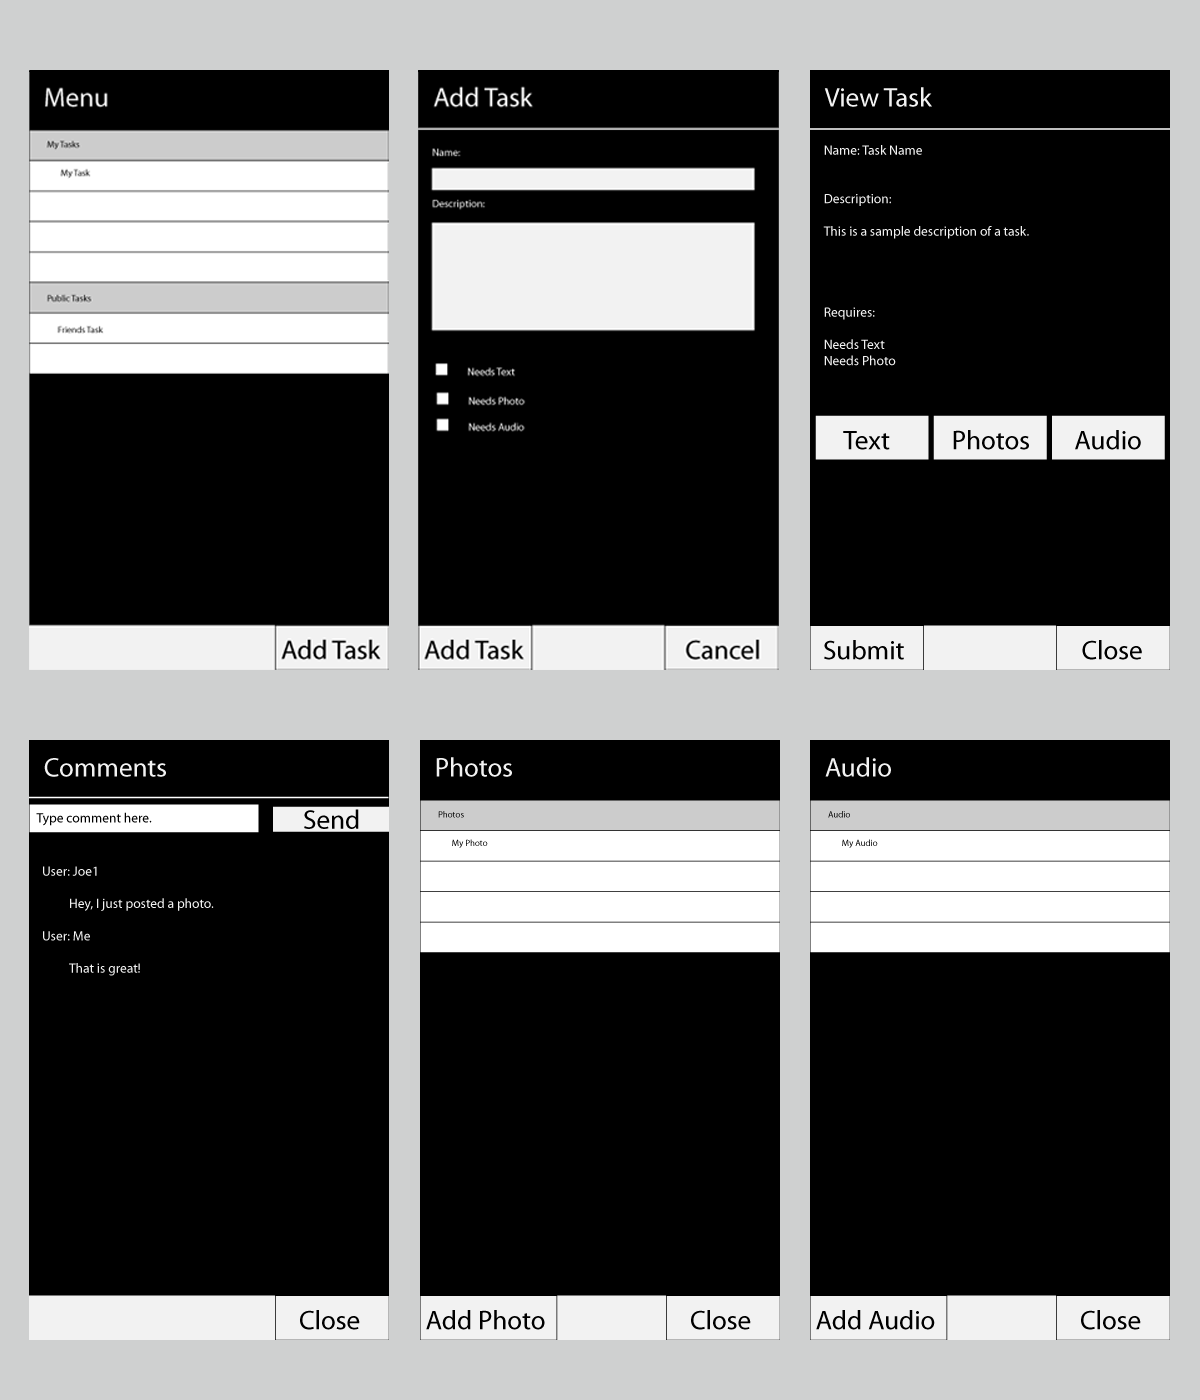 Menu
My Tasks
My Task
Public Tasks
Friends Task
Add Task
Add Task
Name:
Description:
Needs Text
Needs Photo
Needs Audio
Add Task
Cancel
View Task
Name: Task Name
Description:
This is a sample description of a task.
Requires:
Needs Text
Needs Photo
Text
Photos
Audio
Submit
Close
Comments
Type comment here.
Send
User: Joe1
Hey, I just posted a photo.
User: Me
That is great!
Close
Photos
Photos
My Photo
Add Photo
Close
Audio
Audio
My Audio
Add Audio
Close